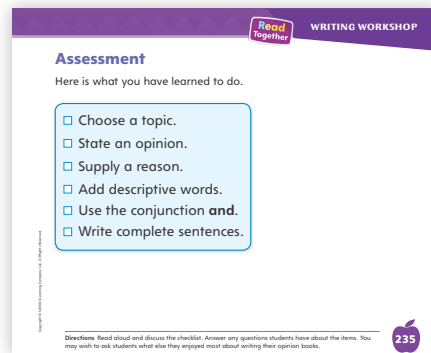 Read
Together
WRITING WORKSHOP
Assessment
Here is what you have learned to do.
Choose a topic.
State an opinion.
Supply a reason.
Add descriptive words.
Use the conjunction and.
Write complete sentences.
Directions Read aloud and discuss the checklist. Answer any questions students have about the items. You
may wish to ask students what else they enjoyed most about writing their opinion books.
235